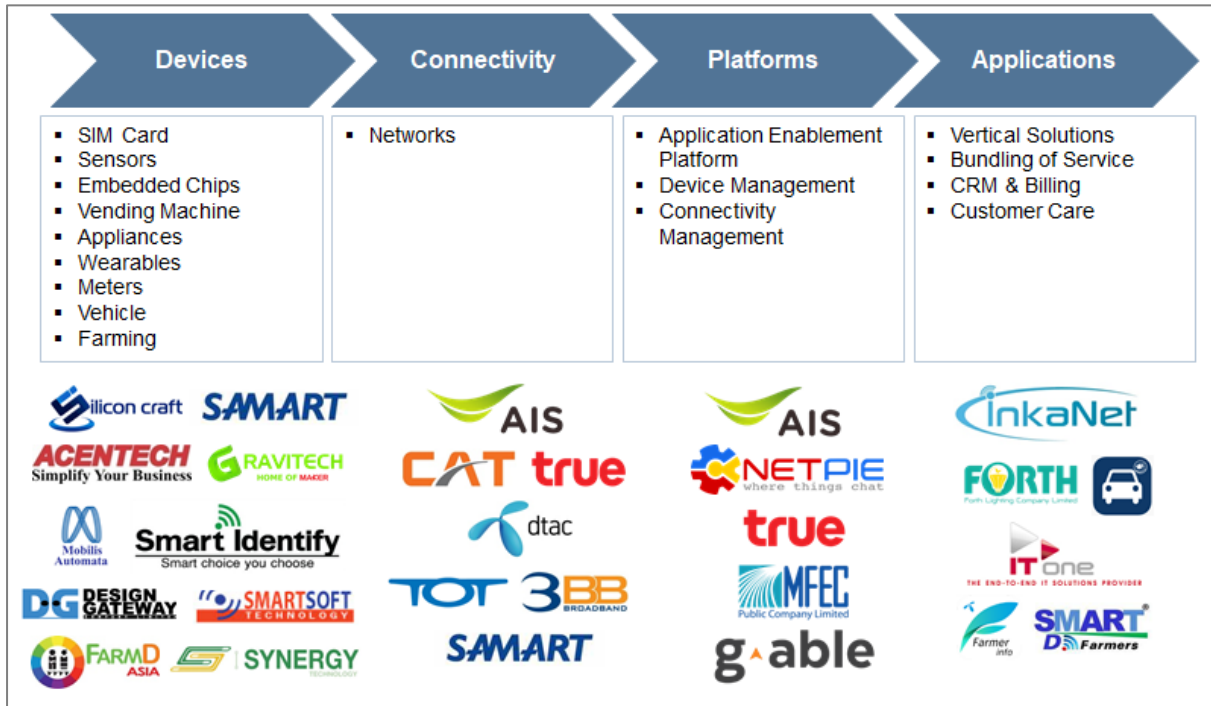 Devices
Connectivity
Platforms
Applications
▪ SIM Card
▪ Sensors
▪ Embedded Chips
▪ Vending Machine
▪ Appliances
▪ Wearables
▪ Meters
▪ Vehicle
▪ Farming
▪ Networks
▪ Application Enablement
Platform
▪ Device Management
▪ Connectivity
Management
▪ Vertical Solutions
▪ Bundling of Service
▪ CRM & Billing
▪ Customer Care
Silicon craft
SAMART
ACENTECH
Simplify Your Business
GRAVITECH
HOME OF MAKER
Mobilis
Automata
Smart Identify
Smart choice you choose
DG DESIGN
GATEWAY
SMARTSOFT
TECHNOLOGY
FARMD
ASIA
SYNERGY
TECHNOLOGY
AIS
CAT
true
dtac
TOT
3BB
BROADBAND
SAMART
AIS
NETPIE
where things chat
true
MFEC
Public Company Limited
g·able
inkaNet
FORTH
Forth Lighting Company Limited
IT one
THE END-TO-END IT SOLUTIONS PROVIDER
Farmer
info
SMART®
D Farmers